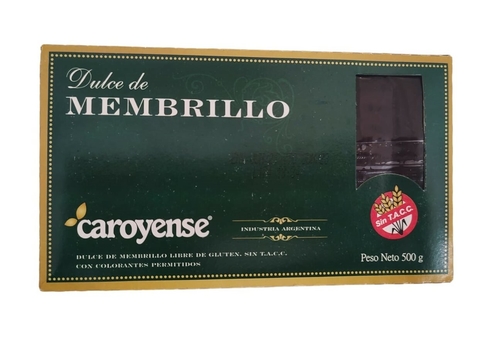 Dulce de
MEMBRILLO
caroyense®
INDUSTRIA ARGENTINA
Sin T.A.C.C.
DULCE DE MEMBRILLO LIBRE DE GLUTEN, SIN T.A.C.C.
CON COLORANTES PERMITIDOS
Peso Neto 500 g